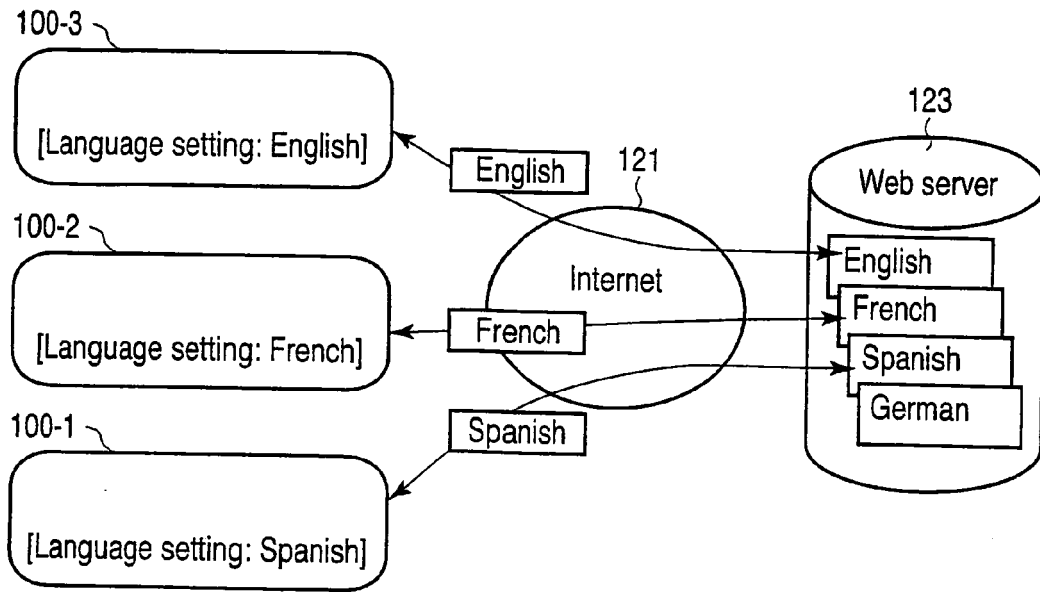 100-3
[Language setting: English]
100-2
[Language setting: French]
100-1
[Language setting: Spanish]
English
French
Spanish
121
Internet
123
Web server
English
French
Spanish
German